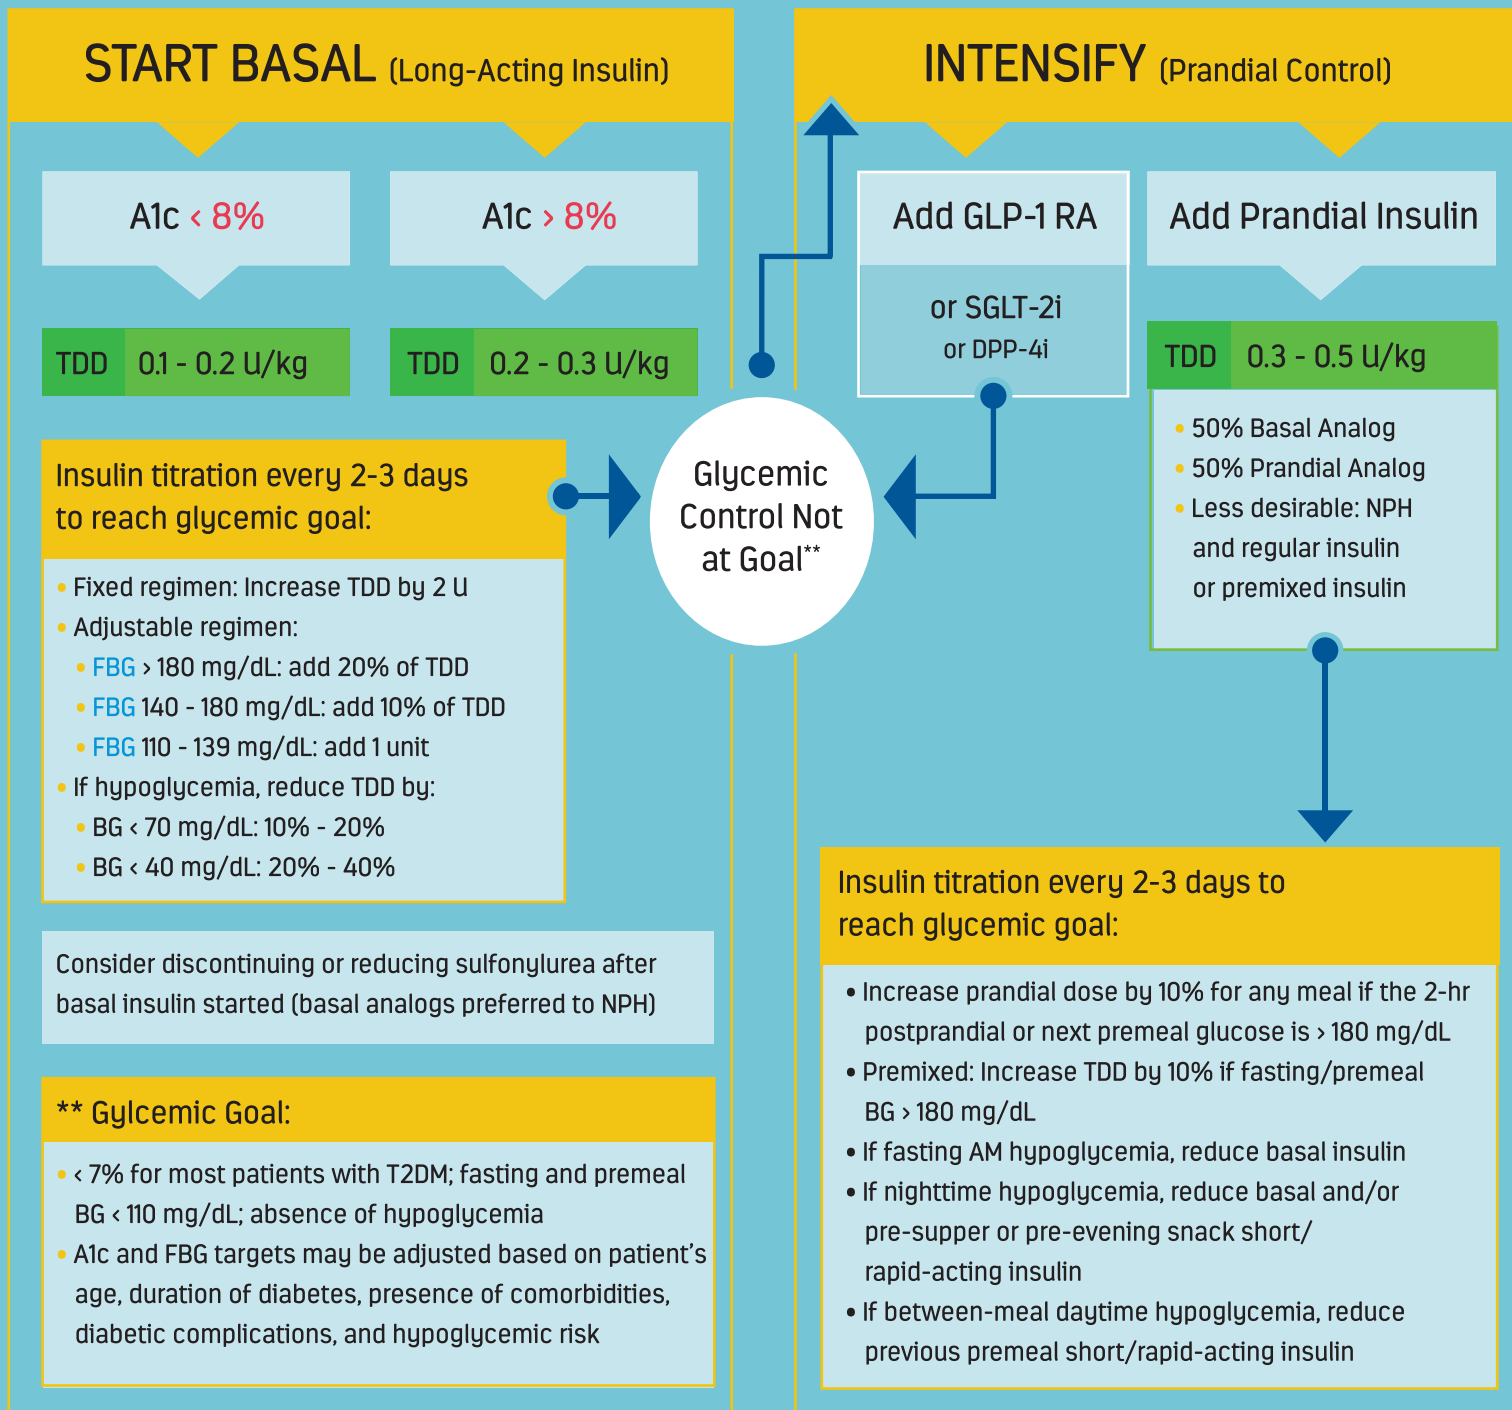 START BASAL (Long-Acting Insulin)
A1c < 8%
A1c > 8%
TDD 0.1 - 0.2 U/kg
TDD 0.2 - 0.3 U/kg
Insulin titration every 2-3 days
to reach glycemic goal:
• Fixed regimen: Increase TDD by 2 U
• Adjustable regimen:
• FBG > 180 mg/dL: add 20% of TDD
• FBG 140 - 180 mg/dL: add 10% of TDD
• FBG 110 - 139 mg/dL: add 1 unit
• If hypoglycemia, reduce TDD by:
• BG < 70 mg/dL: 10% - 20%
• BG < 40 mg/dL: 20% - 40%
Consider discontinuing or reducing sulfonylurea after
basal insulin started (basal analogs preferred to NPH)
** Gylcemic Goal:
• < 7% for most patients with T2DM; fasting and premeal
BG < 110 mg/dL; absence of hypoglycemia
• A1c and FBG targets may be adjusted based on patient’s
age, duration of diabetes, presence of comorbidities,
diabetic complications, and hypoglycemic risk
Glycemic
Control Not
at Goal**
INTENSIFY (Prandial Control)
Add GLP-1 RA
or SGLT-2i
or DPP-4i
Add Prandial Insulin
TDD 0.3 - 0.5 U/kg
• 50% Basal Analog
• 50% Prandial Analog
• Less desirable: NPH
and regular insulin
or premixed insulin
Insulin titration every 2-3 days to
reach glycemic goal:
• Increase prandial dose by 10% for any meal if the 2-hr
postprandial or next premeal glucose is > 180 mg/dL
• Premixed: Increase TDD by 10% if fasting/premeal
BG > 180 mg/dL
• If fasting AM hypoglycemia, reduce basal insulin
• If nighttime hypoglycemia, reduce basal and/or
pre-supper or pre-evening snack short/
rapid-acting insulin
• If between-meal daytime hypoglycemia, reduce
previous premeal short/rapid-acting insulin